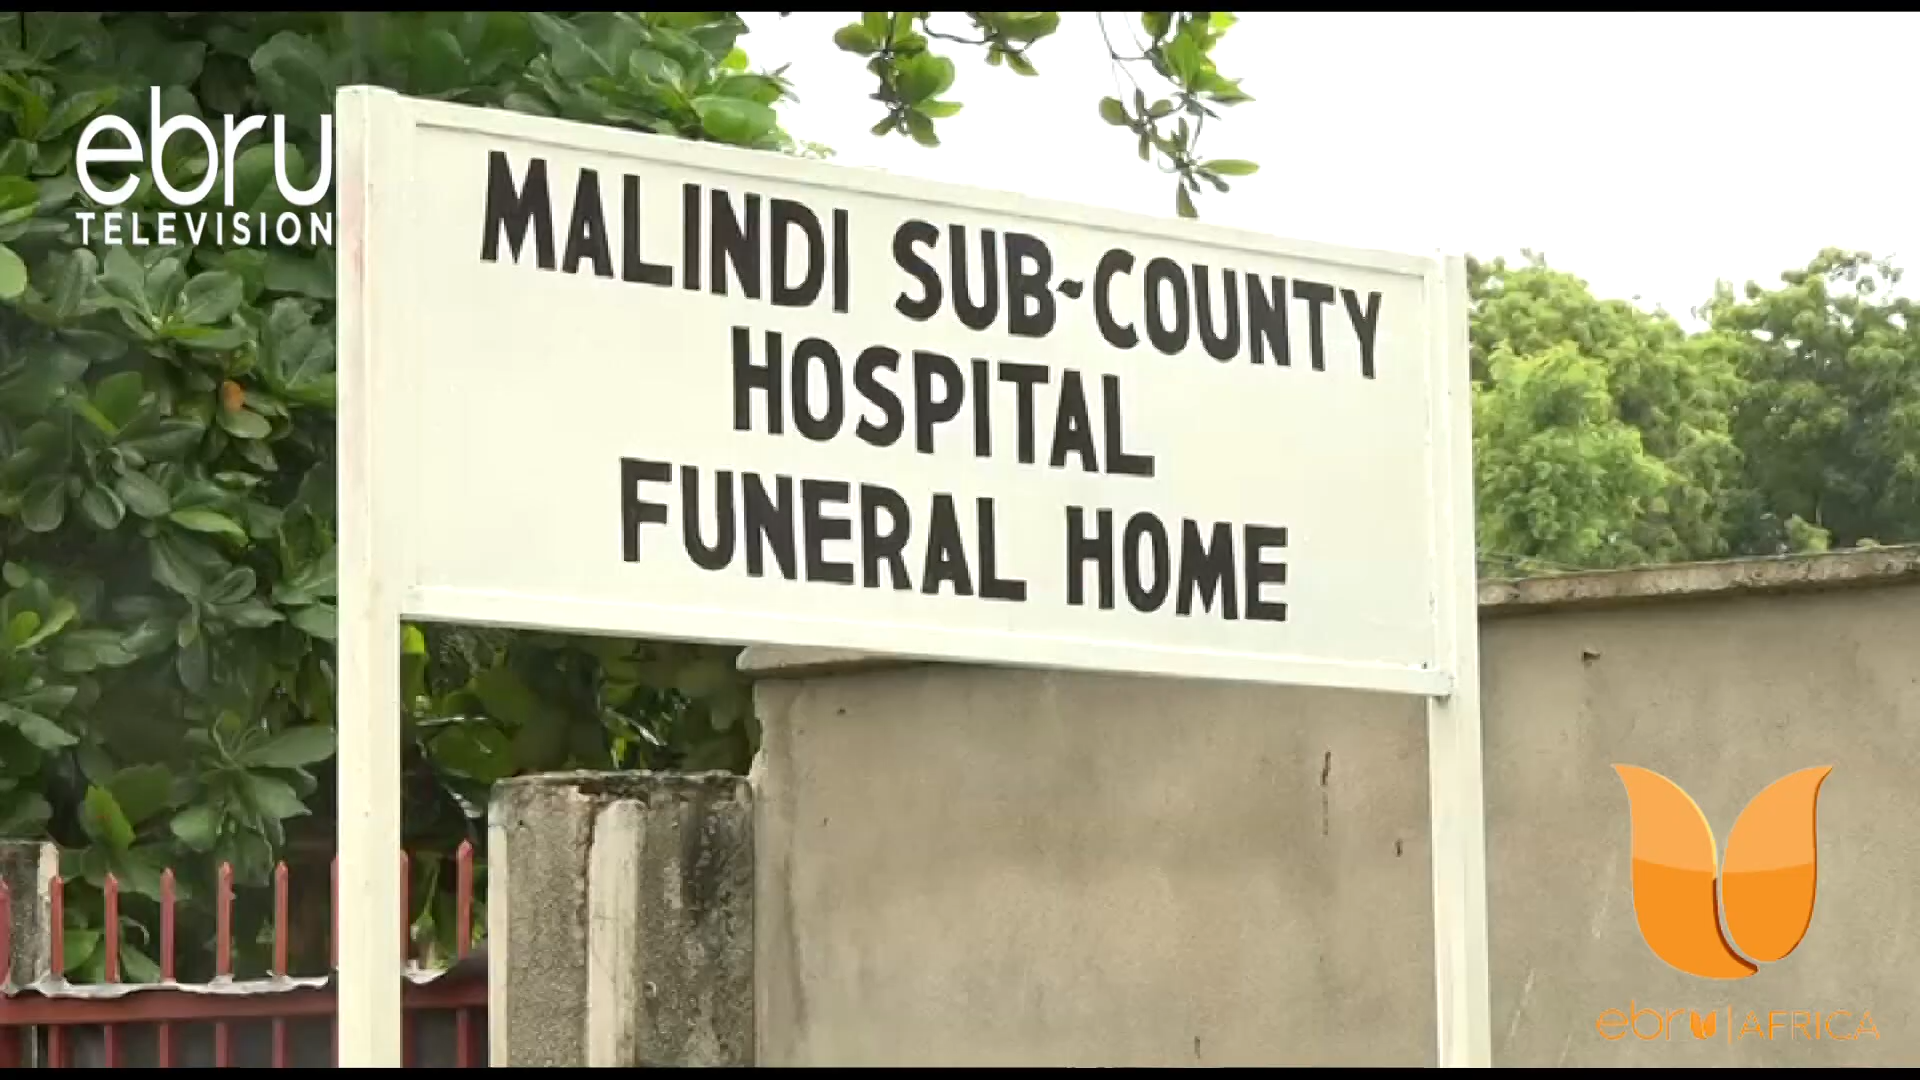 ebru
TELEVISION
MALINDI SUB-COUNTY
HOSPITAL
FUNERAL HOME
ebru|AFRICA